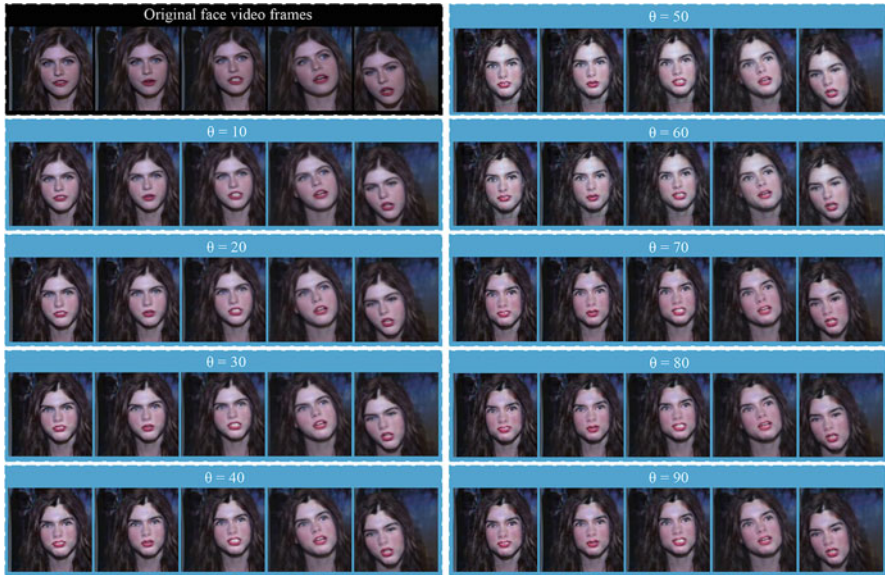 Original face video frames
θ = 10
θ = 20
θ = 30
θ = 40
θ = 50
θ = 60
θ = 70
θ = 80
θ = 90